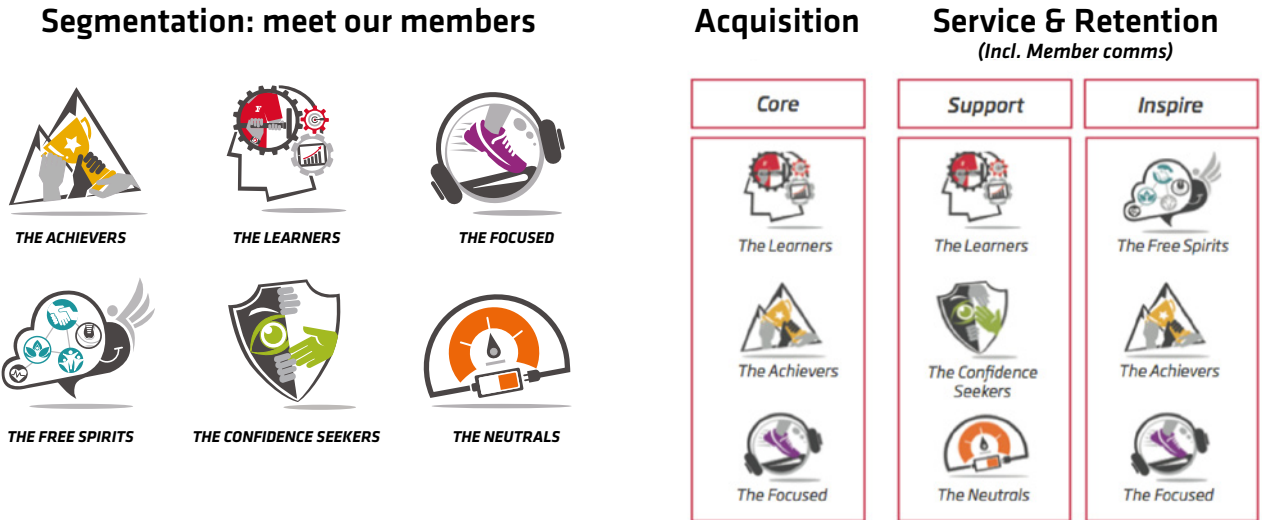 Segmentation: meet our members
THE ACHIEVERS
THE LEARNERS
THE FOCUSED
THE FREE SPIRITS
THE CONFIDENCE SEEKERS
THE NEUTRALS
Acquisition
Service & Retention
(Incl. Member comms)
Core
Support
Inspire
The Learners
The Learners
The Free Spirits
The Achievers
The Confidence
Seekers
The Achievers
The Focused
The Neutrals
The Focused